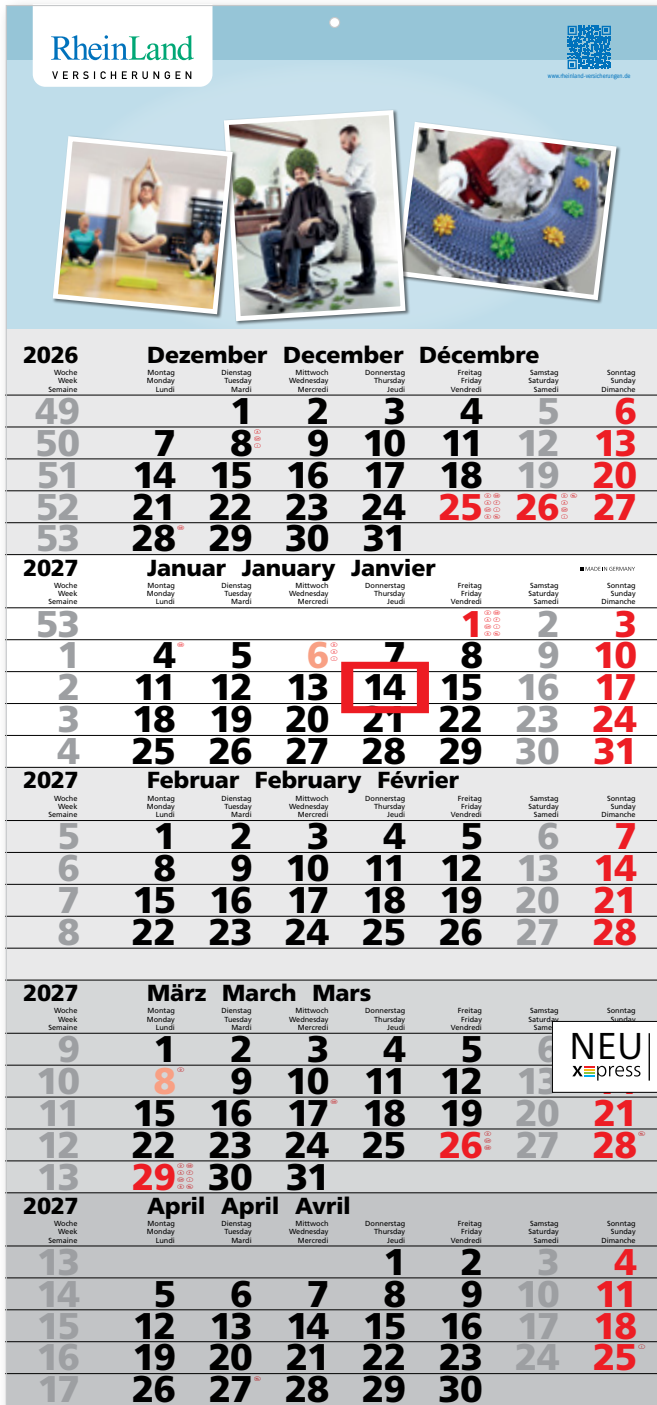 RheinLand
VERSICHERUNGEN
www.rheinland-versicherungen.de
2026 Dezember December Décembre
Woche Montag Dienstag Mittwoch Donnerstag Freitag Samstag Sonntag
Week Monday Tuesday Wednesday Thursday Friday Saturday Sunday
Semaine Lundi Mardi Mercredi Jeudi Vendredi Samedi Dimanche
49 1 2 3 4 5 6
50 7 8 9 10 11 12 13
51 14 15 16 17 18 19 20
52 21 22 23 24 25 26 27
53 28 29 30 31
2027 Januar January Janvier MADE IN GERMANY
Woche Montag Dienstag Mittwoch Donnerstag Freitag Samstag Sonntag
Week Monday Tuesday Wednesday Thursday Friday Saturday Sunday
Semaine Lundi Mardi Mercredi Jeudi Vendredi Samedi Dimanche
53 1 2 3
1 4 5 6 7 8 9 10
2 11 12 13 14 15 16 17
3 18 19 20 21 22 23 24
4 25 26 27 28 29 30 31
2027 Februar February Février
Woche Montag Dienstag Mittwoch Donnerstag Freitag Samstag Sonntag
Week Monday Tuesday Wednesday Thursday Friday Saturday Sunday
Semaine Lundi Mardi Mercredi Jeudi Vendredi Samedi Dimanche
5 1 2 3 4 5 6 7
6 8 9 10 11 12 13 14
7 15 16 17 18 19 20 21
8 22 23 24 25 26 27 28
2027 März March Mars
Woche Montag Dienstag Mittwoch Donnerstag Freitag Samstag Sonntag
Week Monday Tuesday Wednesday Thursday Friday Saturday Sunday
Semaine Lundi Mardi Mercredi Jeudi Vendredi
9 1 2 3 4 5 6
10 8 9 10 11 12 13
NEU
xpress
11 15 16 17 18 19 20 21
12 22 23 24 25 26 27 28
13 29 30 31
2027 April April Avril
Woche Montag Dienstag Mittwoch Donnerstag Freitag Samstag Sonntag
Week Monday Tuesday Wednesday Thursday Friday Saturday Sunday
Semaine Lundi Mardi Mercredi Jeudi Vendredi Samedi Dimanche
13 1 2 3 4
14 5 6 7 8 9 10 11
15 12 13 14 15 16 17 18
16 19 20 21 22 23 24 25
17 26 27 28 29 30